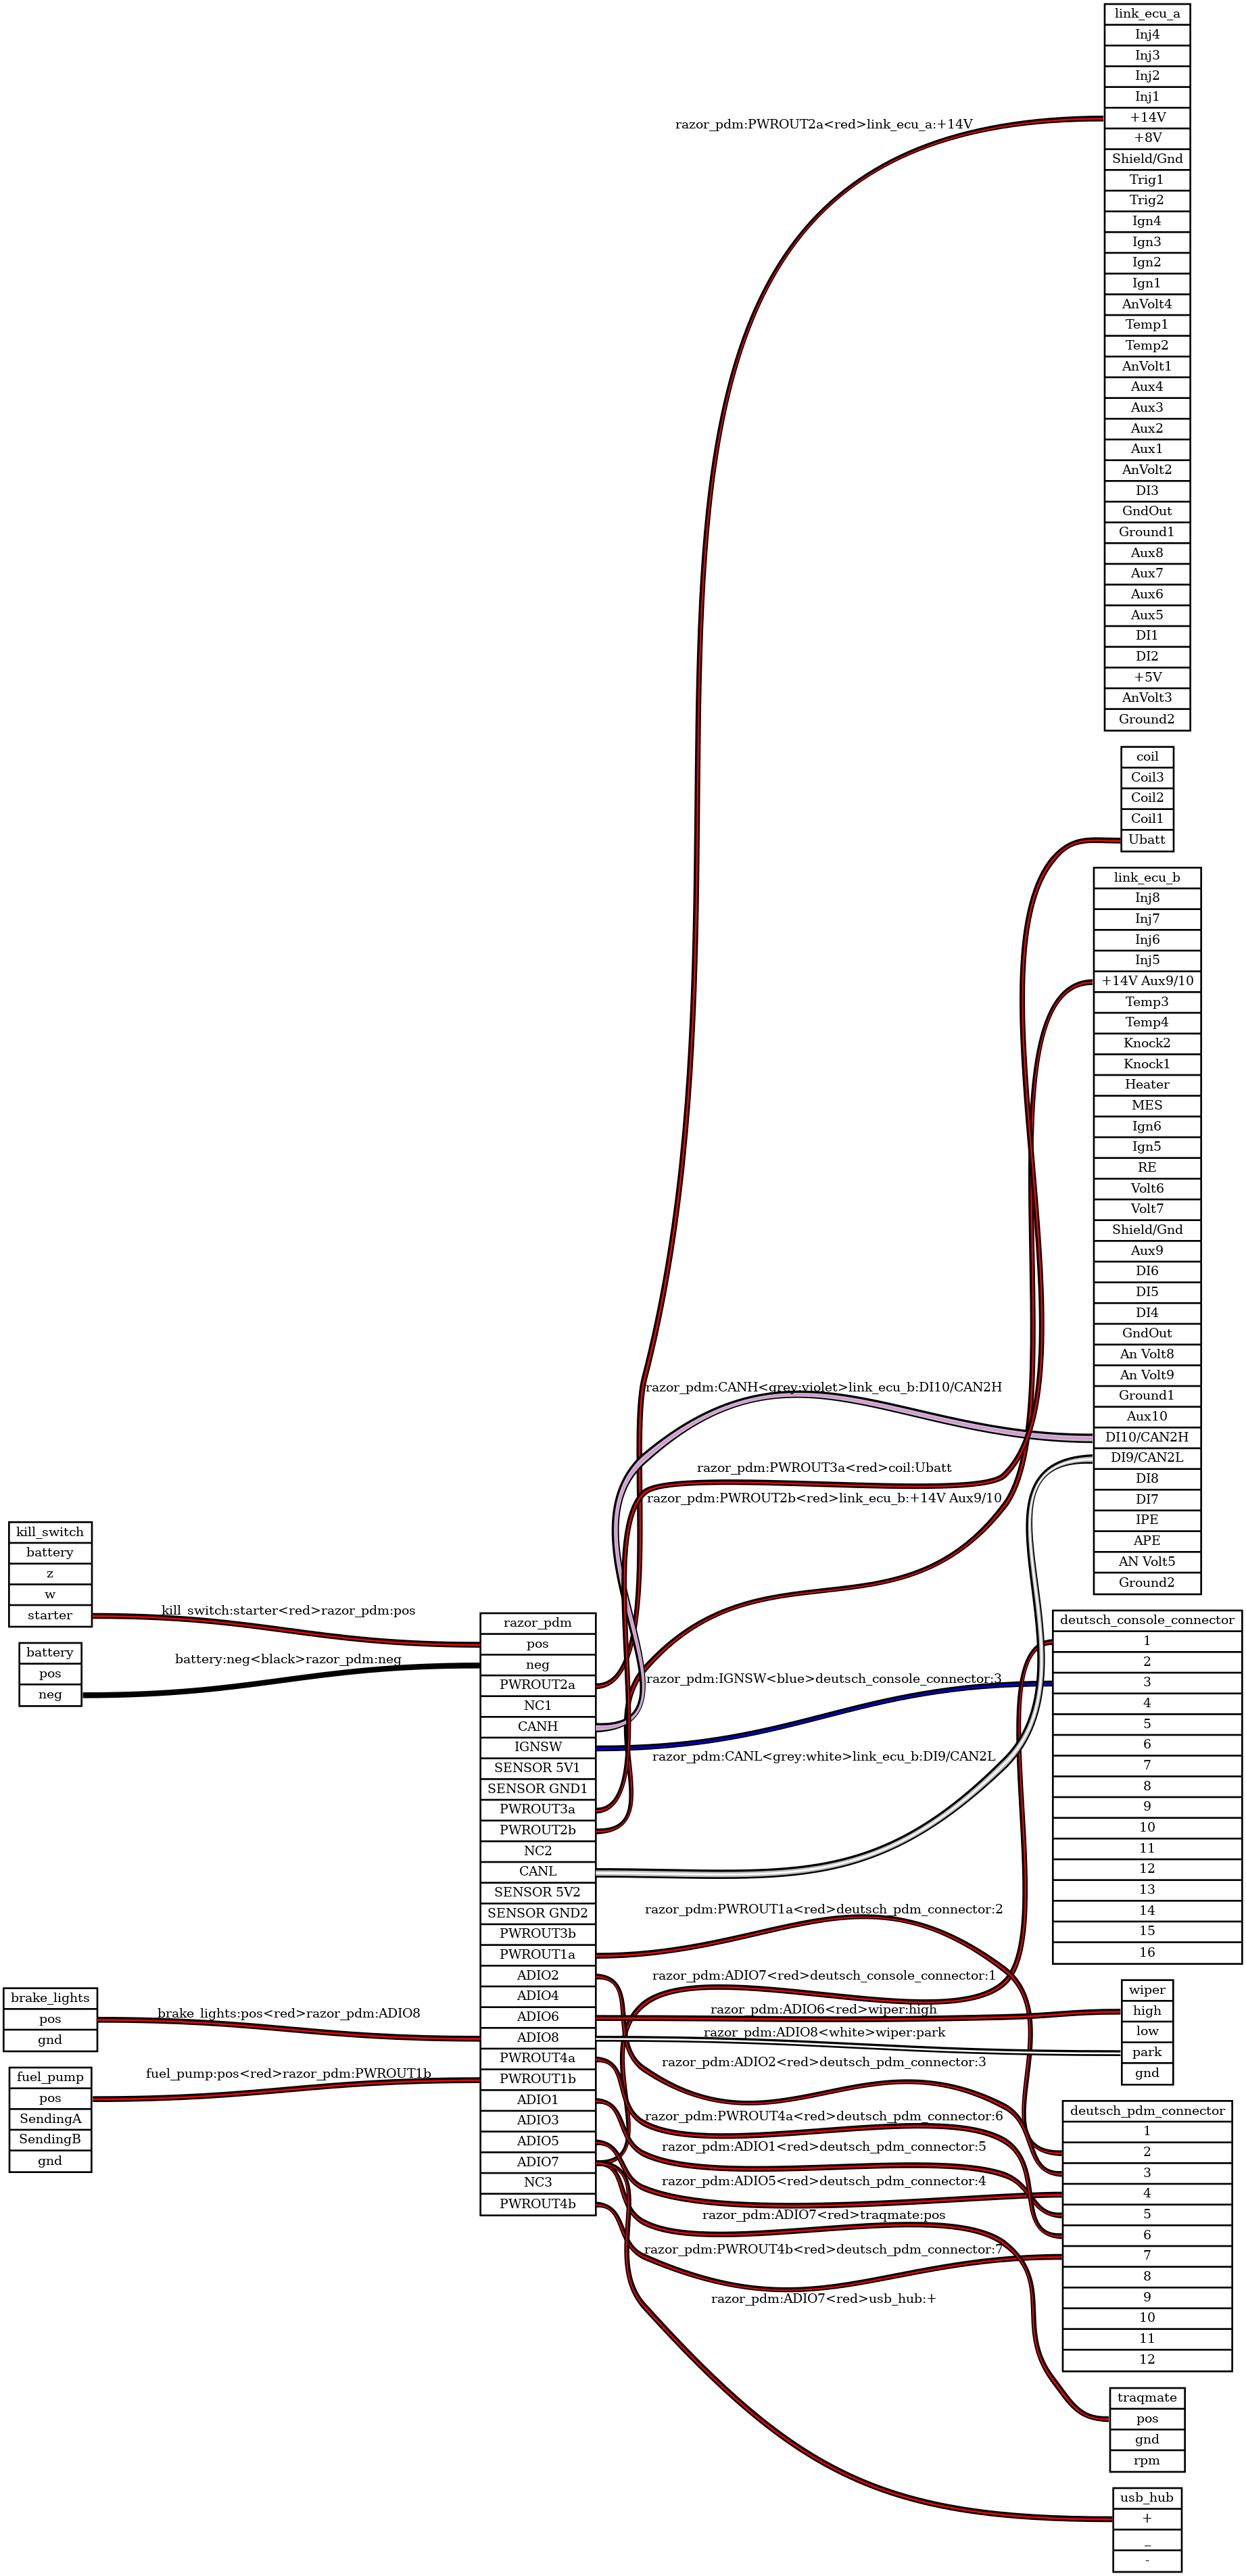 link_ecu_a
Inj4
Inj3
Inj2
Inj1
+14V
+8V
Shield/Gnd
Trig1
Trig2
Ign4
Ign3
Ign2
Ign1
AnVolt4
Temp1
Temp2
AnVolt1
Aux4
Aux3
Aux2
Aux1
AnVolt2
DI3
GndOut
Ground1
Aux8
Aux7
Aux6
Aux5
DI1
DI2
+5V
AnVolt3
Ground2
razor_pdm:PWROUT2a<red>link_ecu_a:+14V
coil
Coil3
Coil2
Coil1
Ubatt
link_ecu_b
Inj8
Inj7
Inj6
Inj5
+14V Aux9/10
Temp3
Temp4
Knock2
Knock1
Heater
MES
Ign6
Ign5
RE
Volt6
Volt7
Shield/Gnd
Aux9
DI6
DI5
DI4
GndOut
An Volt8
An Volt9
Ground1
Aux10
DI10/CAN2H
DI9/CAN2L
DI8
DI7
IPE
APE
AN Volt5
Ground2
razor_pdm:CANH<grey:violet>link_ecu_b:DI10/CAN2H
razor_pdm:PWROUT3a<red>coil:Ubatt
razor_pdm:PWROUT2b<red>link_ecu_b:+14V Aux9/10
kill_switch
battery
z
w
starter
kill_switch:starter<red>razor_pdm:pos
battery
pos
neg
battery:neg<black>razor_pdm:neg
razor_pdm
pos
neg
PWROUT2a
NC1
CANH
IGNSW
SENSOR 5V1
SENSOR GND1
PWROUT3a
PWROUT2b
NC2
CANL
SENSOR 5V2
SENSOR GND2
PWROUT3b
PWROUT1a
ADIO2
ADIO4
ADIO6
ADIO8
PWROUT4a
PWROUT1b
ADIO1
ADIO3
ADIO5
ADIO7
NC3
PWROUT4b
razor_pdm:IGNSW<blue>deutsch_console_connector:3
razor_pdm:CANL<grey:white>link_ecu_b:DI9/CAN2L
razor_pdm:PWROUT1a<red>deutsch_pdm_connector:2
razor_pdm:ADIO7<red>deutsch_console_connector:1
razor_pdm:ADIO6<red>wiper:high
razor_pdm:ADIO8<white>wiper:park
razor_pdm:ADIO2<red>deutsch_pdm_connector:3
razor_pdm:PWROUT4a<red>deutsch_pdm_connector:6
razor_pdm:ADIO1<red>deutsch_pdm_connector:5
razor_pdm:ADIO5<red>deutsch_pdm_connector:4
razor_pdm:ADIO7<red>traqmate:pos
razor_pdm:PWROUT4b<red>deutsch_pdm_connector:7
razor_pdm:ADIO7<red>usb_hub:+
deutsch_console_connector
1
2
3
4
5
6
7
8
9
10
11
12
13
14
15
16
brake_lights
pos
gnd
brake_lights:pos<red>razor_pdm:ADIO8
fuel_pump
pos
SendingA
SendingB
gnd
fuel_pump:pos<red>razor_pdm:PWROUT1b
wiper
high
low
park
gnd
deutsch_pdm_connector
1
2
3
4
5
6
7
8
9
10
11
12
traqmate
pos
gnd
rpm
usb_hub
+
_
-